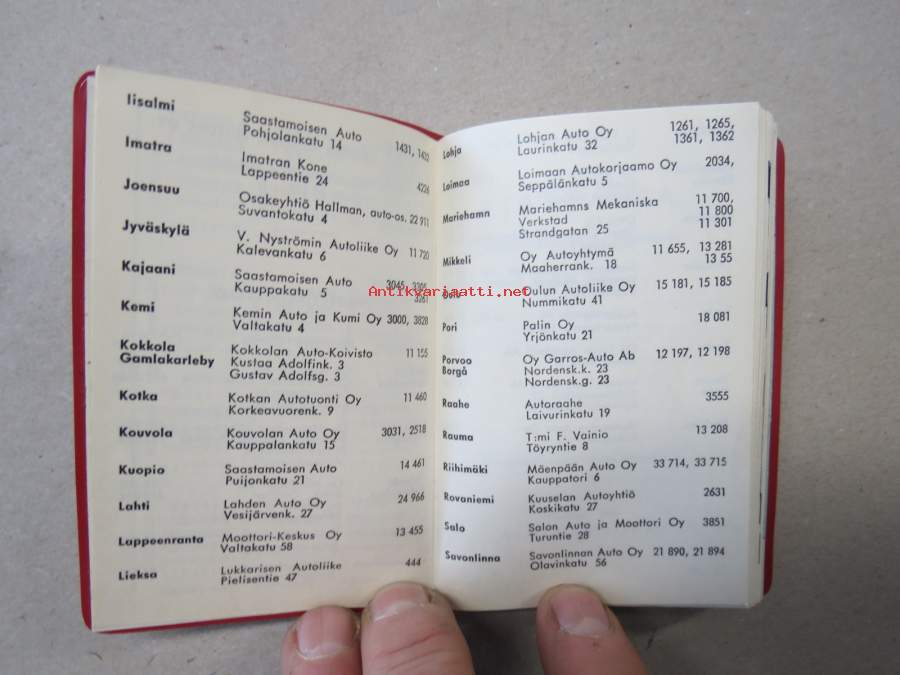 Iisalmi
Saastamoisen Auto
Pohjolankatu 14 1431, 1432
Imatra
Imatran Kone
Lappeentie 24 4226
Joensuu
Osakeyhtiö Hallman, auto-os. 22 911
Suvantokatu 4
Jyväskylä
V. Nyströmin Autoliike Oy 11 720
Kalevankatu 6
Kajaani
Saastamoisen Auto 3045,
Kauppakatu 5
Kemi
Kemin Auto ja Kumi Oy 3000, 3828
Valtakatu 4
Kokkola Kokkolan Auto-Koivisto 11 155
Gamlakarleby Kustaa Adolfink. 3
Gustav Adolfsg. 3
Kotka Kotkan Autotuonti Oy 11 460
Korkeavuorenk. 9
Kouvola Kouvolan Auto Oy 3031, 2518
Kauppalankatu 15
Kuopio Saastamoisen Auto 14 461
Puijonkatu 21
Lahti Lahden Auto Oy 24 966
Vesijärvenk. 27
Lappeenranta Moottori-Keskus Oy 13 455
Valtakatu 58
Lieksa Lukkarisen Autoliike 444
Pielisentie 47
Lohja Lohjan Auto Oy 1261, 1265,
Laurinkatu 32 1361, 1362
Loimaa Loimaan Autokorjaamo Oy 2034,
Seppälänkatu 5
Mariehamn Mariehamns Mekaniska 11 700,
Verkstad 11 800
Strandgatan 25 11 301
Mikkeli Oy Autoyhtymä 11 655, 13 281
Maaherrank. 18 13 55
Oulu Oulun Autoliike Oy 15 181, 15 185
Nummikatu 41
Pori Palin Oy 18 081
Yrjönkatu 21
Porvoo Oy Garros-Auto Ab 12 197, 12 198
Borgå Nordensk.k. 23
Nordensk.g. 23
Raahe Autoraahe 3555
Laivurinkatu 19
Rauma T:mi F. Vainio 13 208
Töyryntie 8
Riihimäki Mäenpään Auto Oy 33 714, 33 715
Kauppatori 6
Rovaniemi Kuuselan Autoyhtiö 2631
Koskikatu 27
Salo Salon Auto ja Moottori Oy 3851
Turuntie 28
Savonlinna Savonlinnan Auto Oy 21 890, 21 894
Olavinkatu 56
Antikvariaatti.net